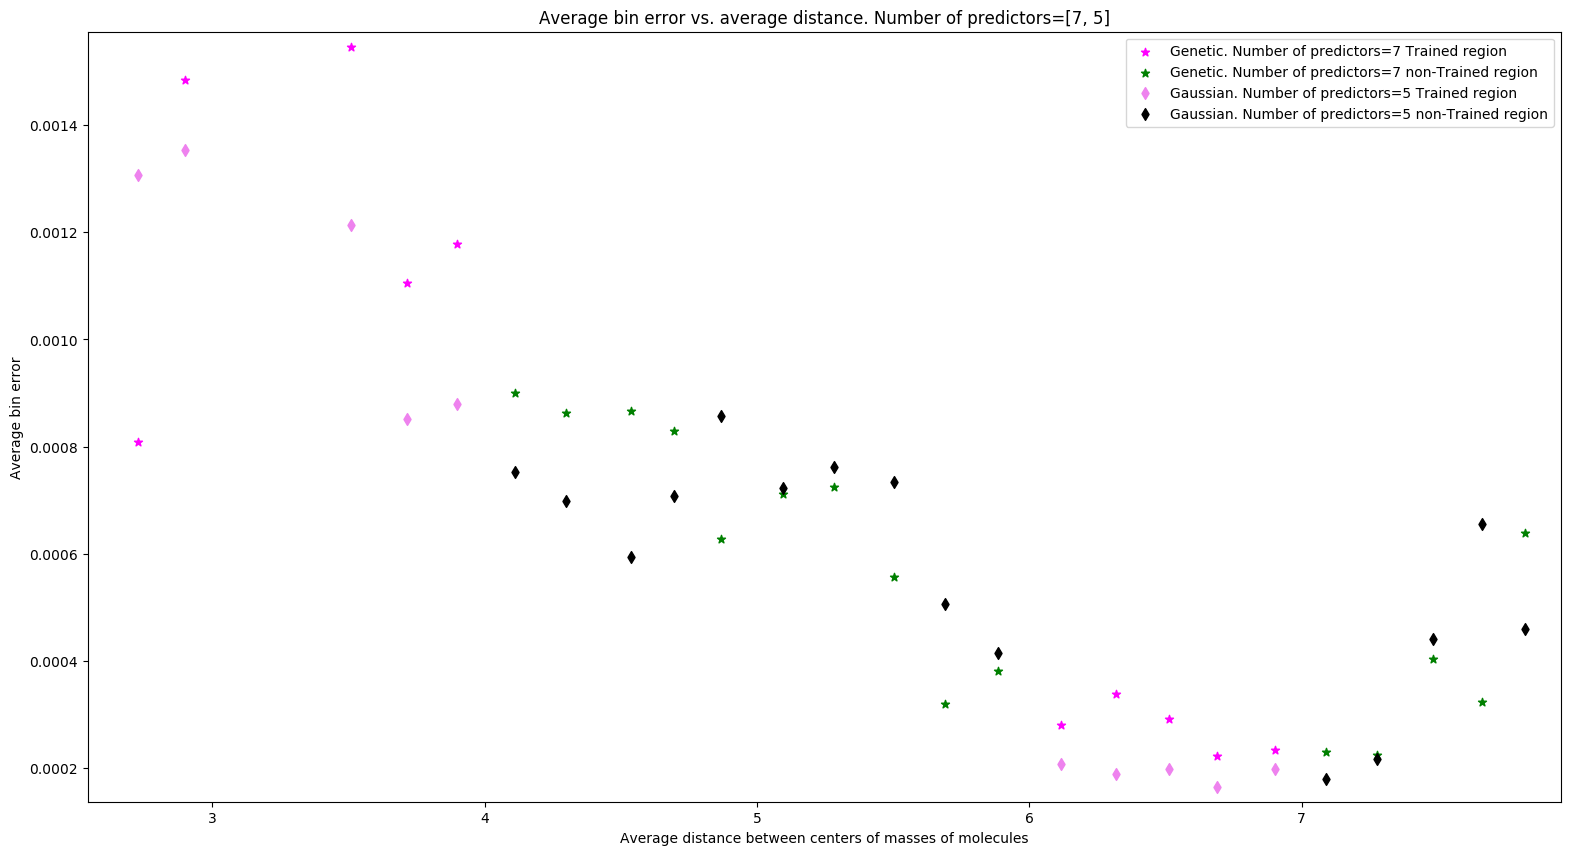 Average bin error vs. average distance. Number of predictors=[7, 5]
Genetic. Number of predictors=7 Trained region
Genetic. Number of predictors=7 non-Trained region
Gaussian. Number of predictors=5 Trained region
Gaussian. Number of predictors=5 non-Trained region
Average bin error
0.0014
0.0012
0.0010
0.0008
0.0006
0.0004
0.0002
3 4 5 6 7
Average distance between centers of masses of molecules